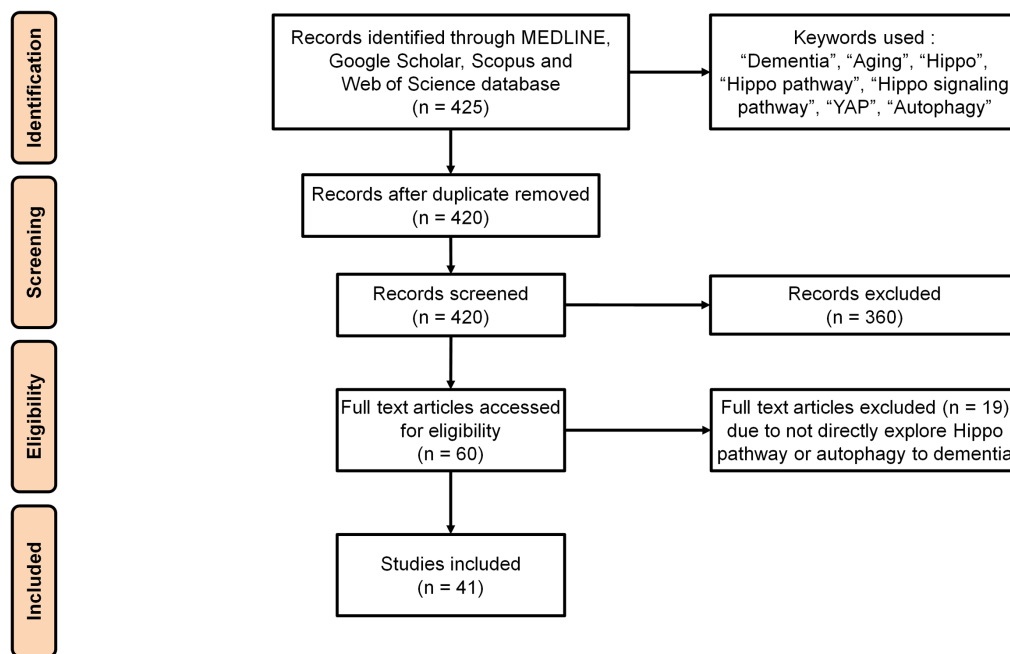 Identification
Records identified through MEDLINE,
Google Scholar, Scopus and
Web of Science database
(n = 425)
Keywords used :
“Dementia”, “Aging”, “Hippo”,
“Hippo pathway”, “Hippo signaling
pathway”, “YAP”, “Autophagy”
Screening
Records after duplicate removed
(n = 420)
Records screened
(n = 420)
Records excluded
(n = 360)
Eligibility
Full text articles accessed
for eligibility
(n = 60)
Full text articles excluded (n = 19)
due to not directly explore Hippo
pathway or autophagy to dementia
Included
Studies included
(n = 41)